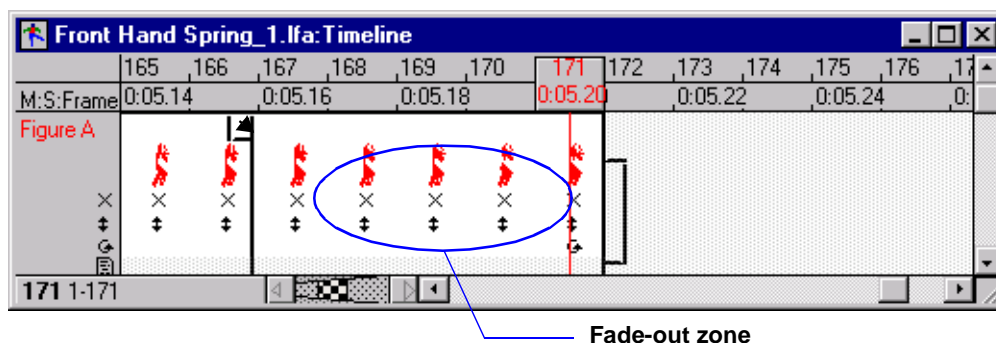 Front Hand Spring_1.lfa:Timeline
165 166 167 168 169 170 171 172 173 174 175 176 17
M:S:Frame 0:05.14 0:05.16 0:05.18 0:05.20 0:05.22 0:05.24 0:
Figure A
171 1-171
Fade-out zone